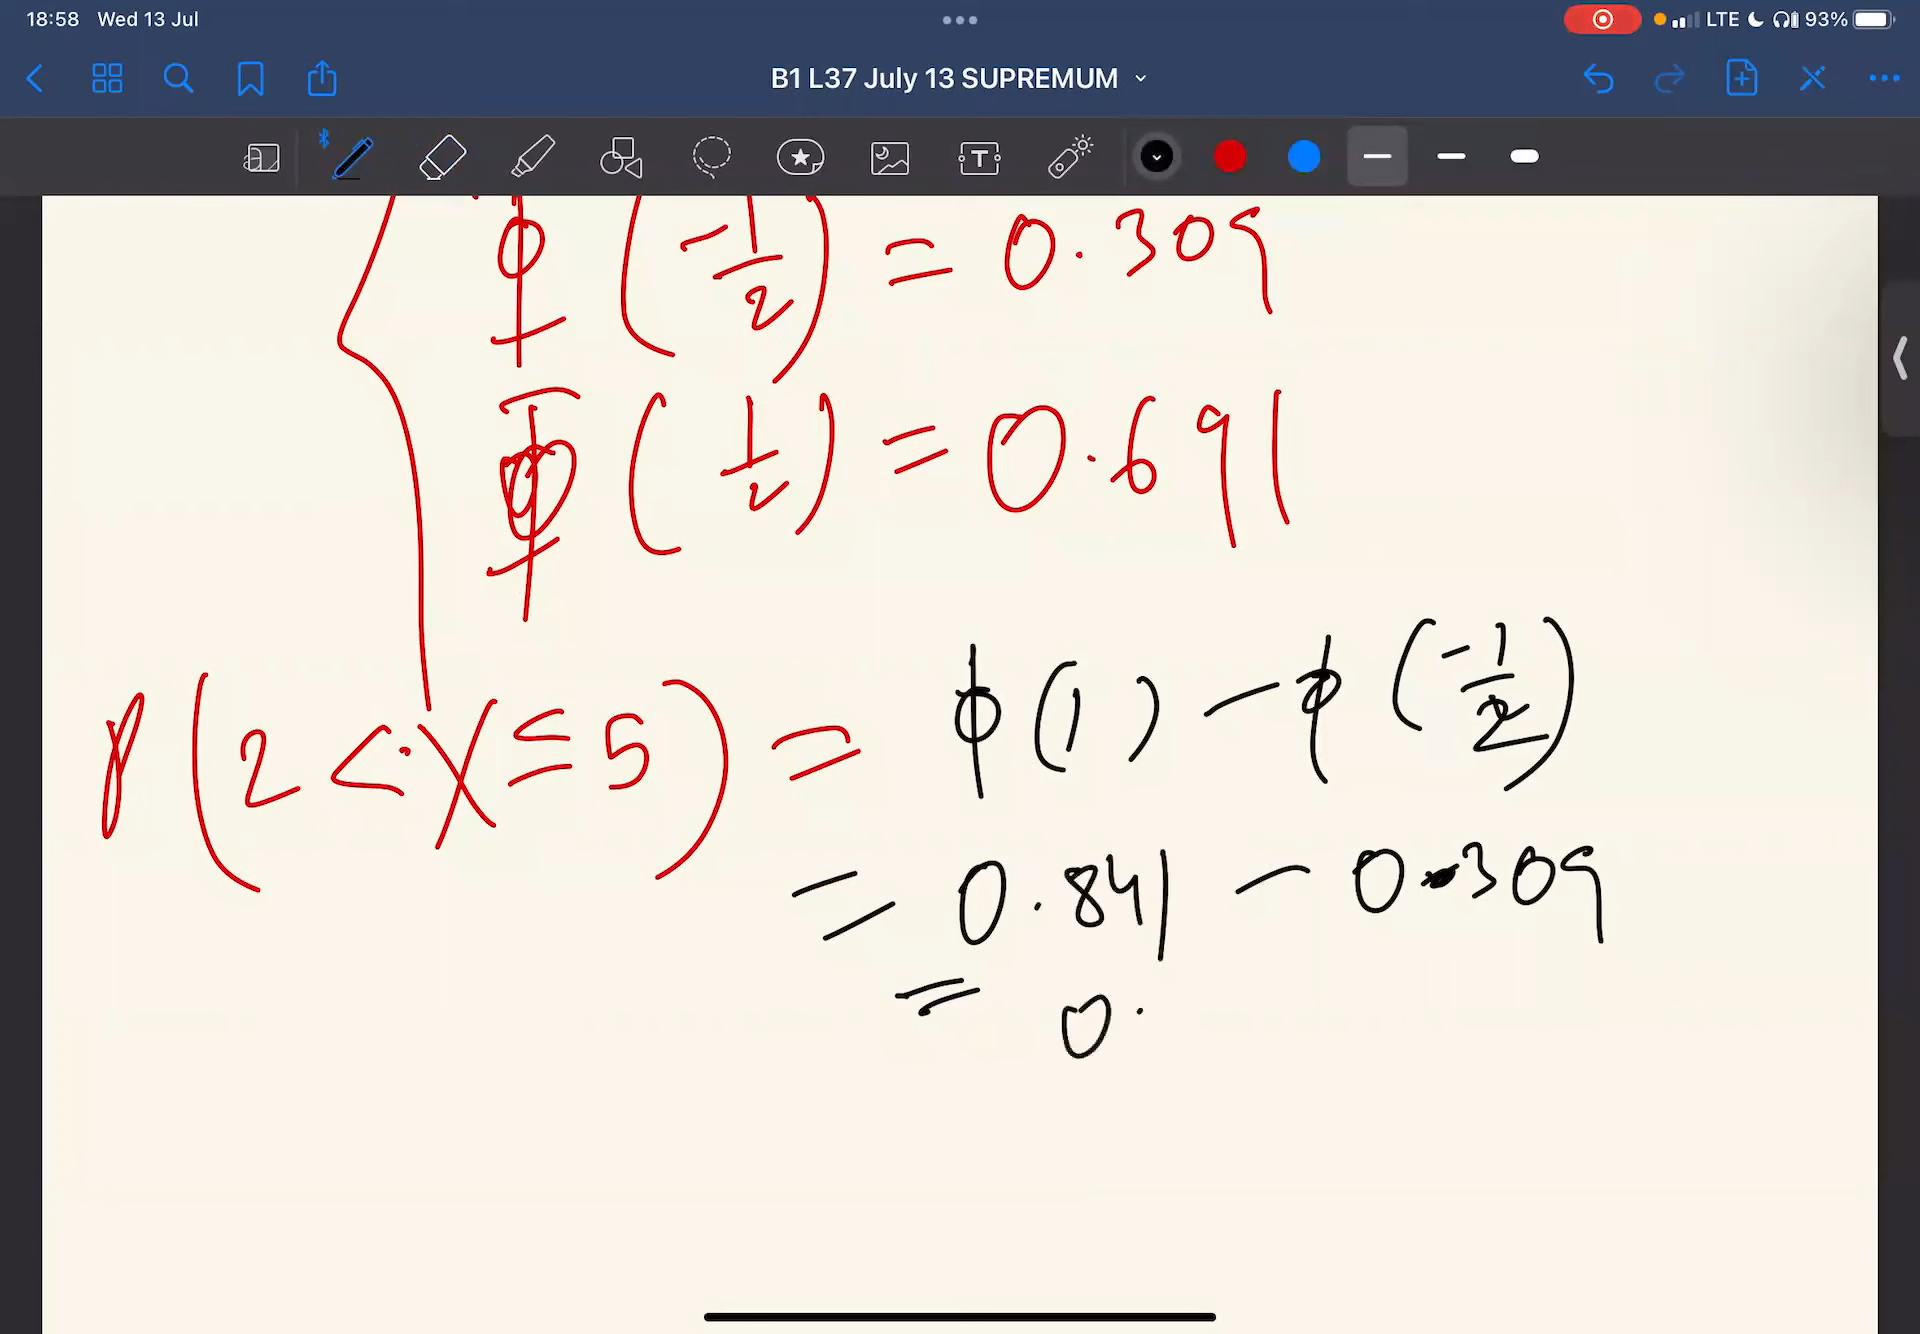 18:58 Wed 13 Jul
LTE 93%
B1 L37 July 13 SUPREMUM
T
Φ(-1/2) = 0.309
Φ(1/2) = 0.691
P(2 < X ≤ 5) = Φ(1) - Φ(-1/2)
= 0.841 - 0.309
= 0.